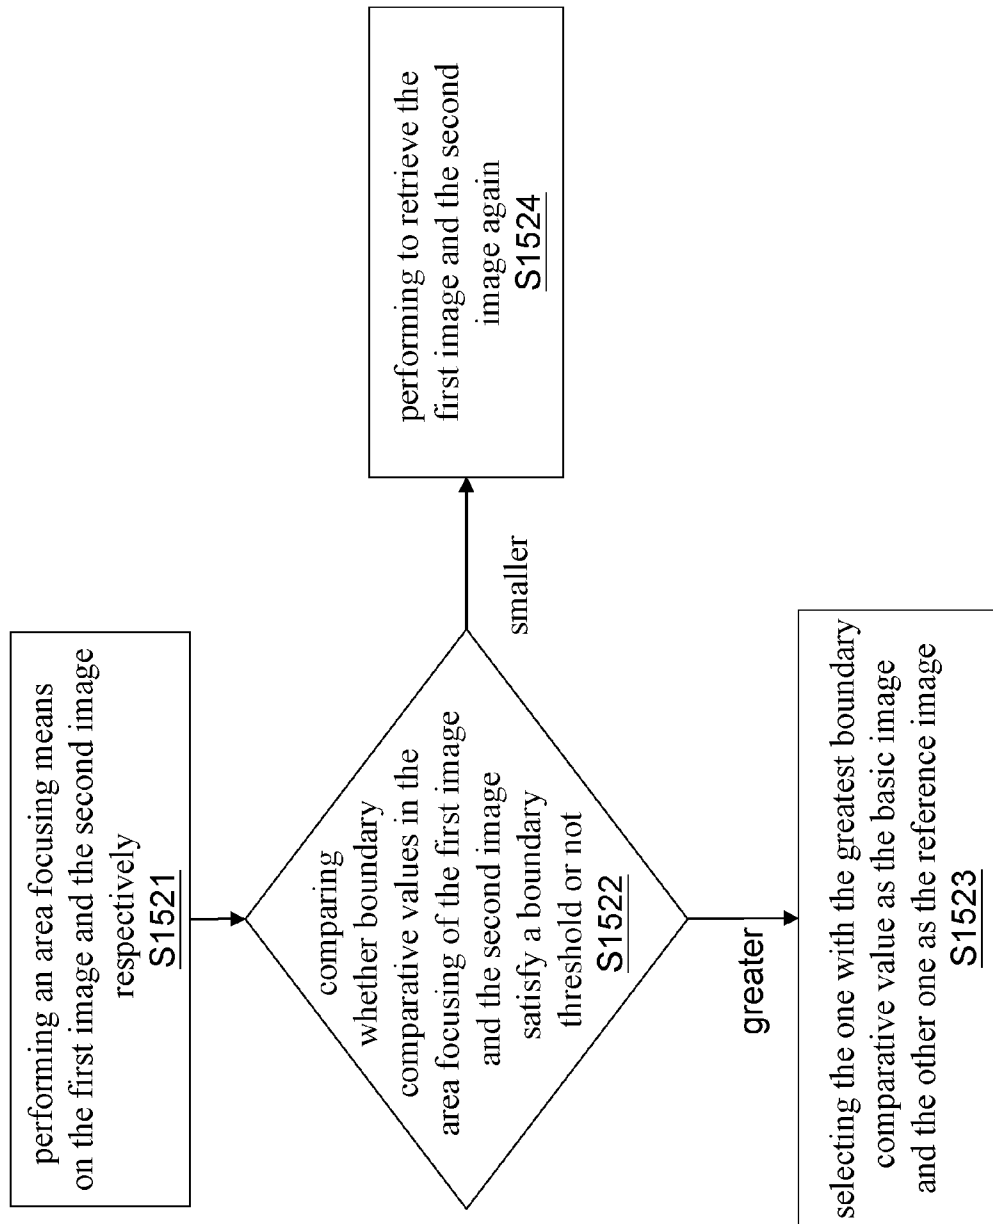 performing an area focusing means
on the first image and the second image
respectively
S1521
comparing
whether boundary
comparative values in the
area focusing of the first image
and the second image
satisfy a boundary
threshold or not
S1522
smaller
performing to retrieve the
first image and the second
image again
S1524
greater
selecting the one with the greatest boundary
comparative value as the basic image
and the other one as the reference image
S1523